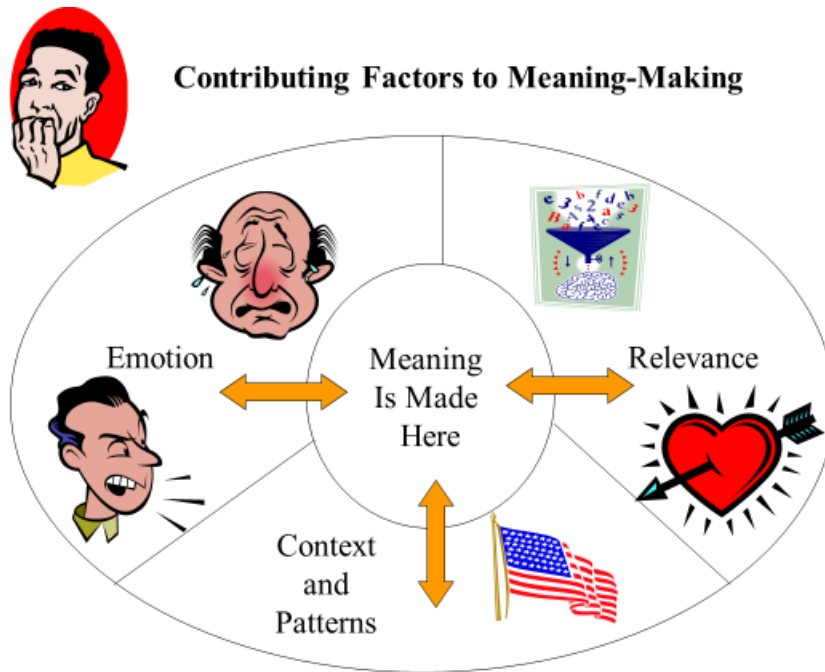 Contributing Factors to Meaning-Making
Emotion
Meaning
Is Made
Here
Relevance
Context
and
Patterns